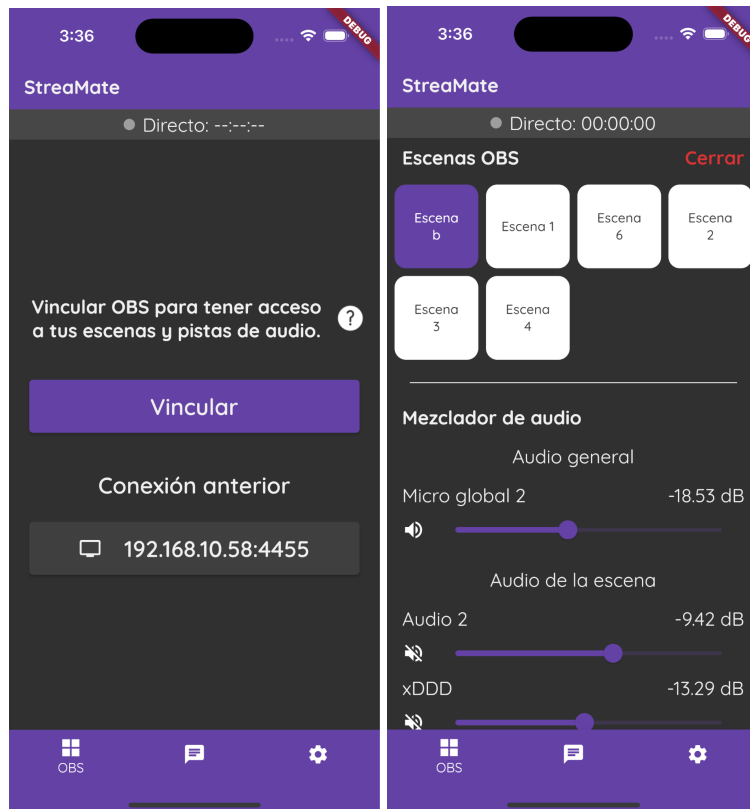 3:36
DEBUG
StreaMate
Directo: --:--:--
Vincular OBS para tener acceso
a tus escenas y pistas de audio.
?
Vincular
Conexión anterior
192.168.10.58:4455
OBS
3:36
DEBUG
StreaMate
Directo: 00:00:00
Escenas OBS Cerrar
Escena
b
Escena 1
Escena
6
Escena
2
Escena
3
Escena
4
Mezclador de audio
Audio general
Micro global 2 -18.53 dB
Audio de la escena
Audio 2 -9.42 dB
xDDD -13.29 dB
OBS